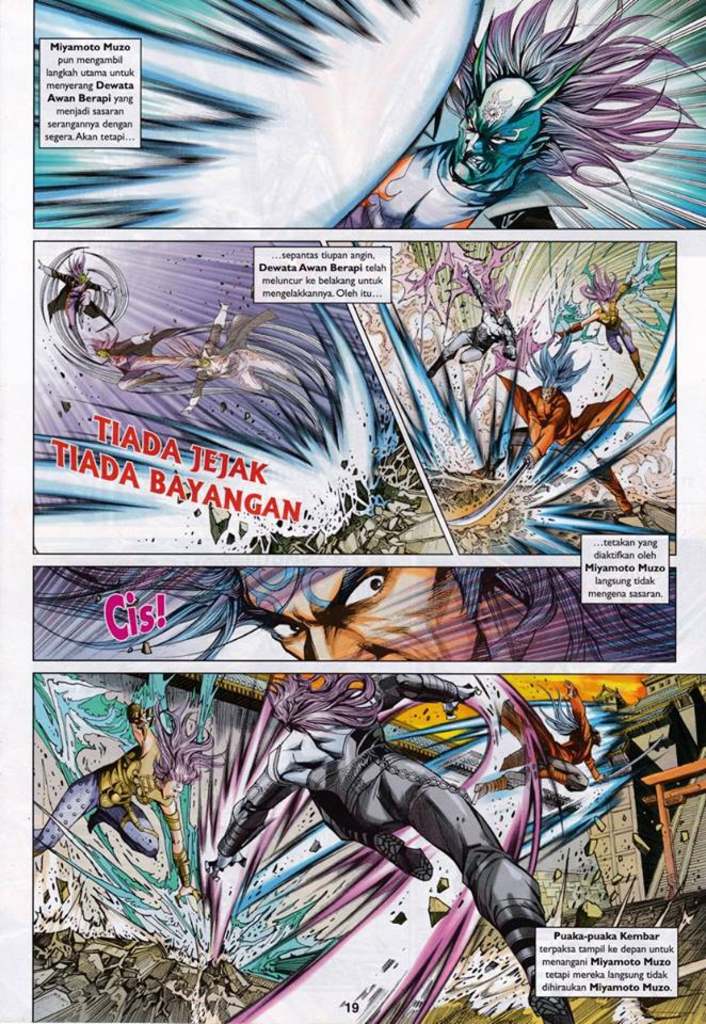 Miyamoto Muzo
pun mengambil
langkah utama untuk
menyerang Dewata
Awan Berapi yang
menjadi sasaran
serangannya dengan
segera. Akan tetapi...
...sepantas tiupan angin,
Dewata Awan Berapi telah
meluncur ke belakang untuk
mengelakkannya. Oleh itu...
TIADA JEJAK
TIADA BAYANGAN
...tetakan yang
diaktifkan oleh
Miyamoto Muzo
langsung tidak
mengena sasaran.
Cis!
Puaka-puaka Kembar
terpaksa tampil ke depan untuk
menangani Miyamoto Muzo
tetapi mereka langsung tidak
dihiraukan Miyamoto Muzo.
19